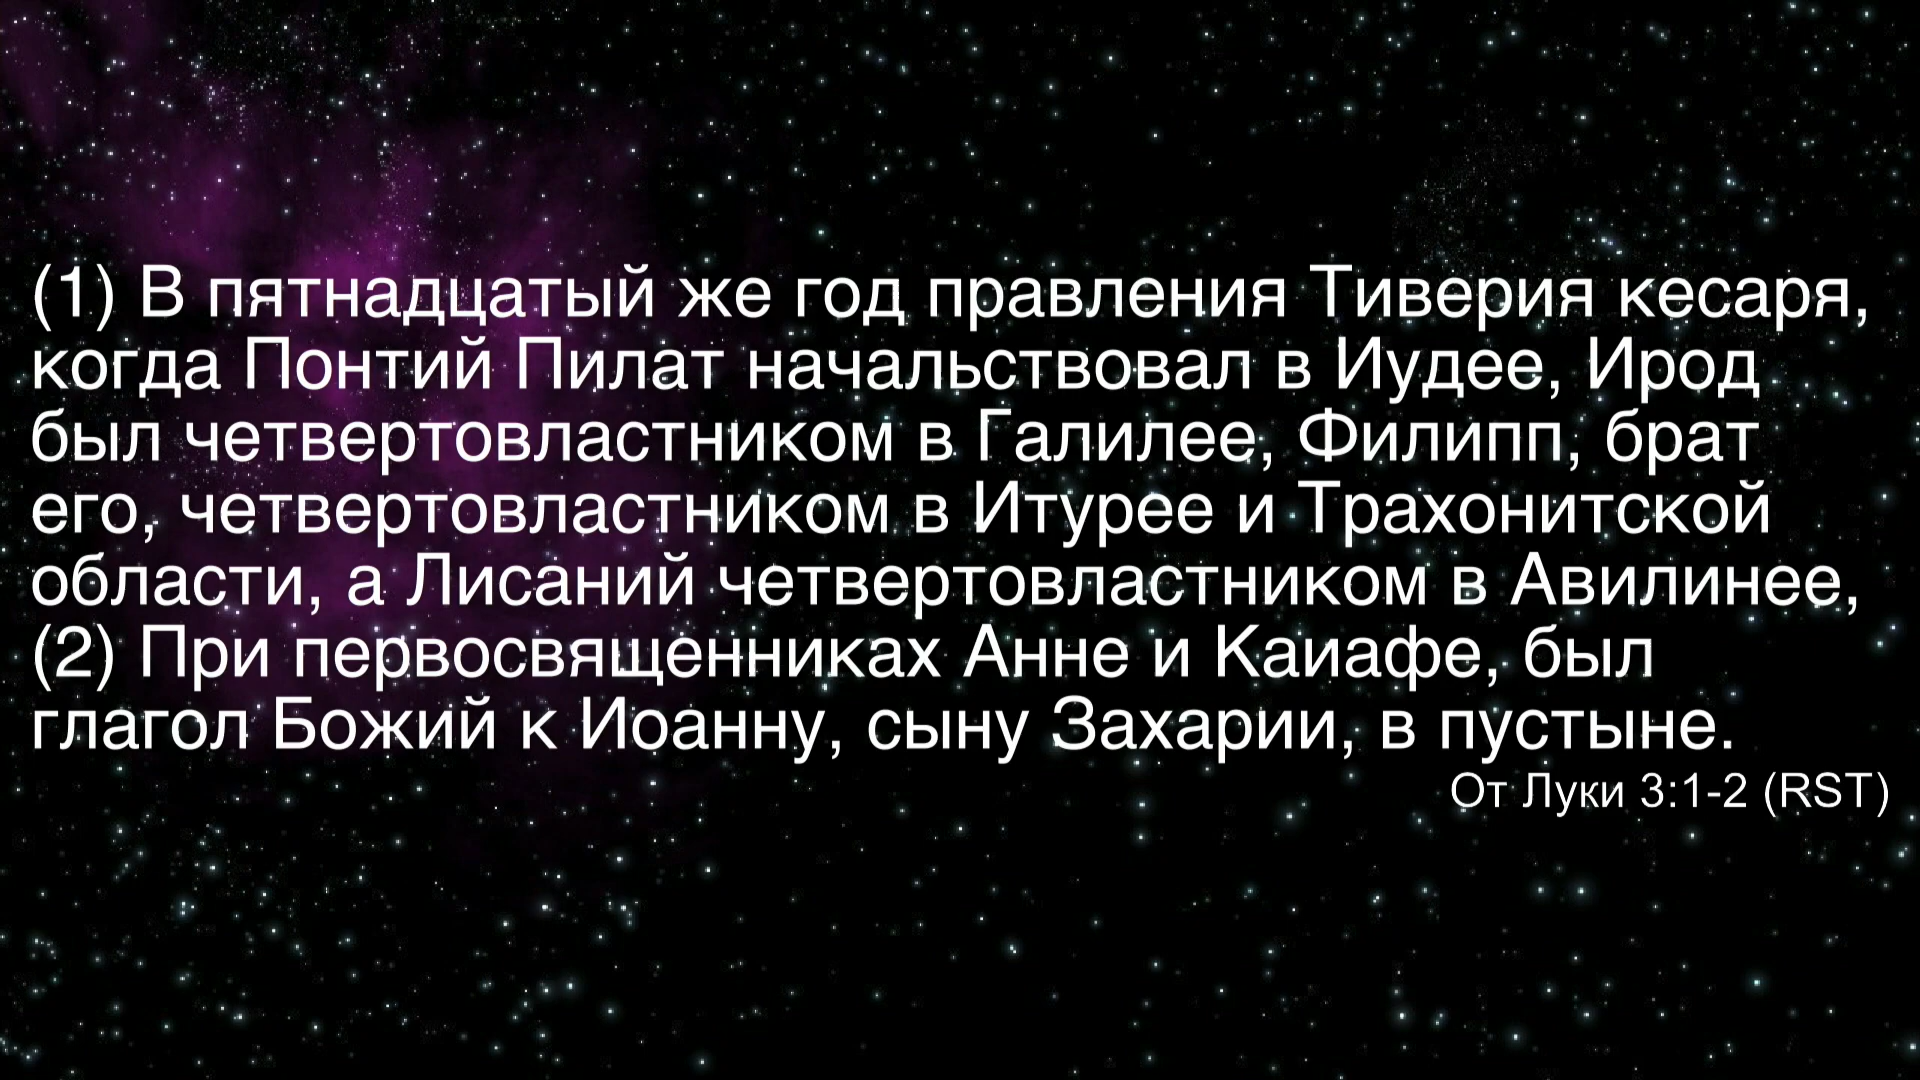 (1) В пятнадцатый же год правления Тиверия кесаря,
когда Понтий Пилат начальствовал в Иудее, Ирод
был четвертовластником в Галилее, Филипп, брат
его, четвертовластником в Итурее и Трахонитской
области, а Лисаний четвертовластником в Авилинее,
(2) При первосвященниках Анне и Каиафе, был
глагол Божий к Иоанну, сыну Захарии, в пустыне.
От Луки 3:1-2 (RST)